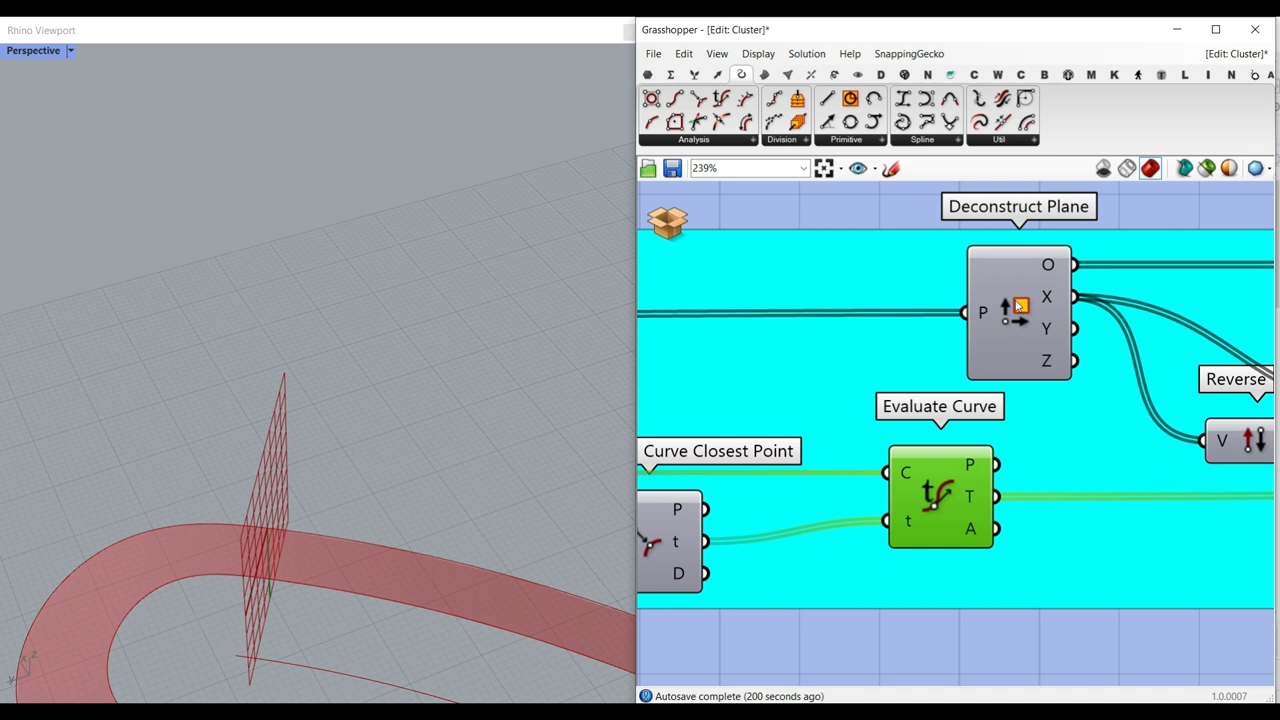 Rhino Viewport
Perspective
Grasshopper - [Edit: Cluster]*
File Edit View Display Solution Help SnappingGecko [Edit: Cluster]*
D N C W C B M K L I N A
Analysis Division Primitive Spline Util
239%
Deconstruct Plane
O
P X
Y
Z
Reverse
V
Evaluate Curve
C P
T
t A
Curve Closest Point
P
t
D
z
x
y
Autosave complete (200 seconds ago) 1.0.0007